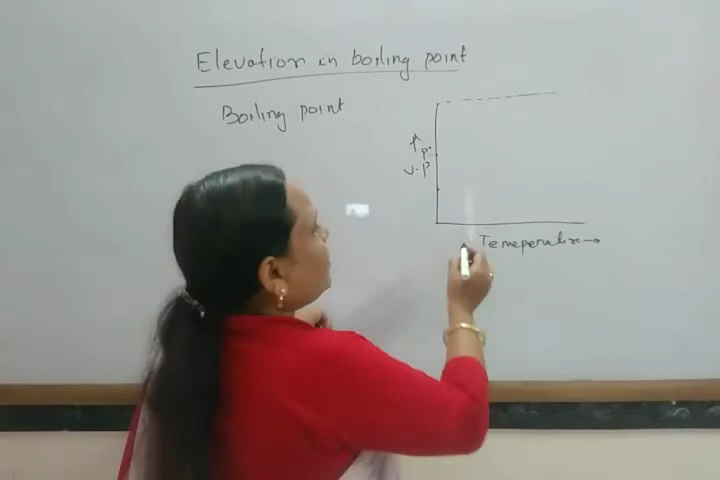 Elevation in boiling point
Boiling point
↑
p°
V.P
Temeperature →